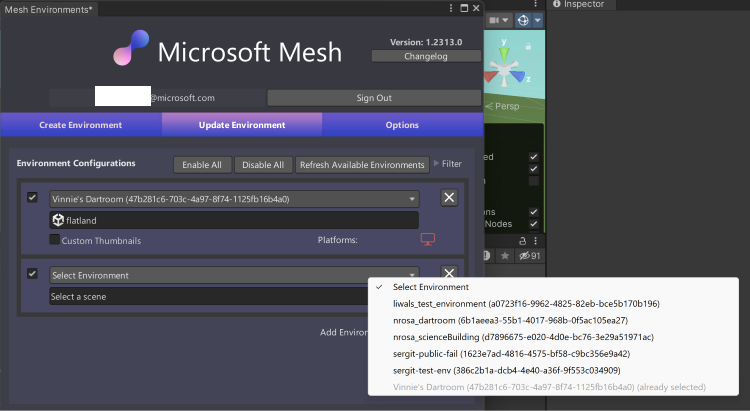 Mesh Environments*
Inspector
Microsoft Mesh
Version: 1.2313.0
Changelog
@microsoft.com
Sign Out
Create Environment
Update Environment
Options
Environment Configurations
Enable All
Disable All
Refresh Available Environments
Filter
Vinnie's Dartroom (47b281c6-703c-4a97-8f74-1125fb16b4a0)
flatland
Custom Thumbnails
Platforms:
Select Environment
Select a scene
Add Environ
y
x
z
Persp
ed
ons
Nodes
91
Select Environment
liwals_test_environment (a0723f16-9962-4825-82eb-bce5b170b196)
nrosa_dartroom (6b1aeea3-55b1-4017-968b-0f5ac105ea27)
nrosa_scienceBuilding (d7896675-e020-4d0e-bc76-3e29a51971ac)
sergit-public-fail (1623e7ad-4816-4575-bf58-c9bc356e9a42)
sergit-test-env (386c2b1a-dcb4-4e40-a36f-9f553c034909)
Vinnie's Dartroom (47b281c6-703c-4a97-8f74-1125fb16b4a0) (already selected)